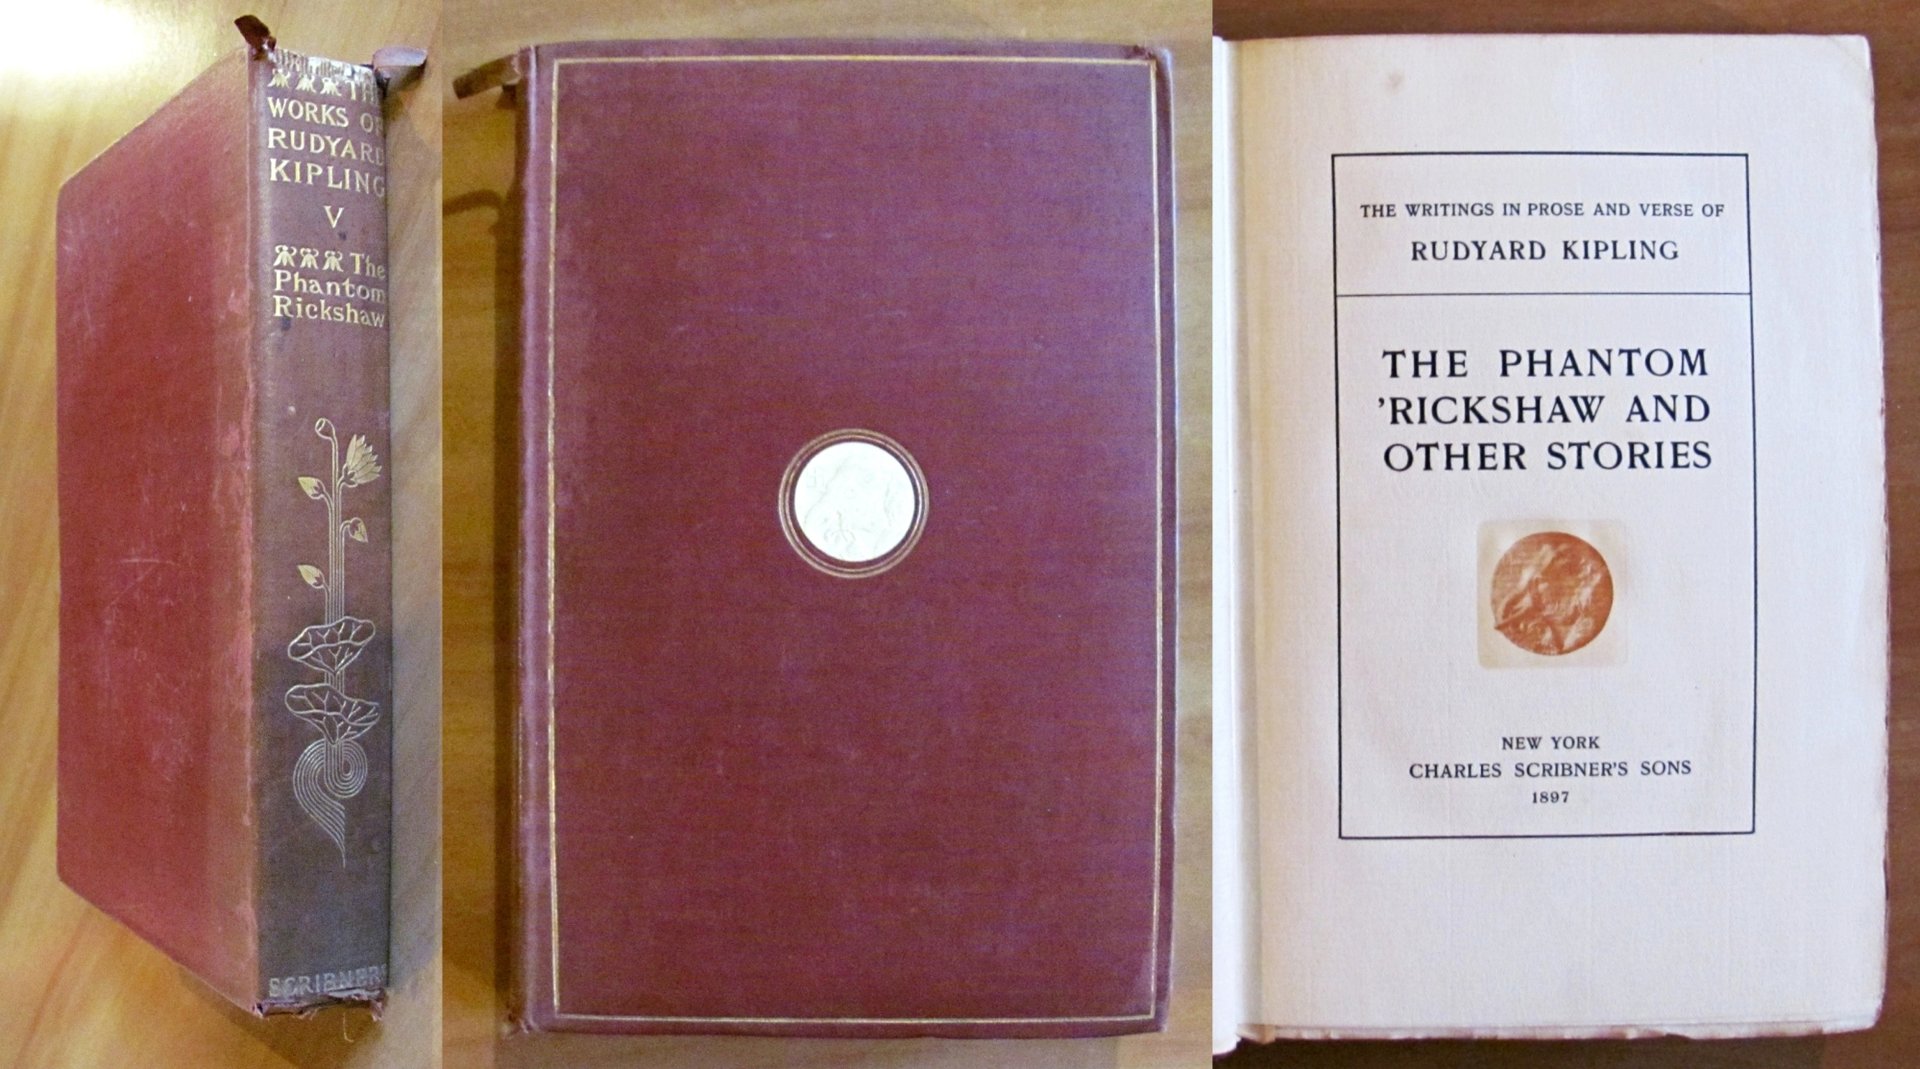 THE
WORKS OF
RUDYARD
KIPLING
V
The
Phantom
Rickshaw
SCRIBNERS
THE WRITINGS IN PROSE AND VERSE OF
RUDYARD KIPLING
THE PHANTOM
’RICKSHAW AND
OTHER STORIES
NEW YORK
CHARLES SCRIBNER'S SONS
1897